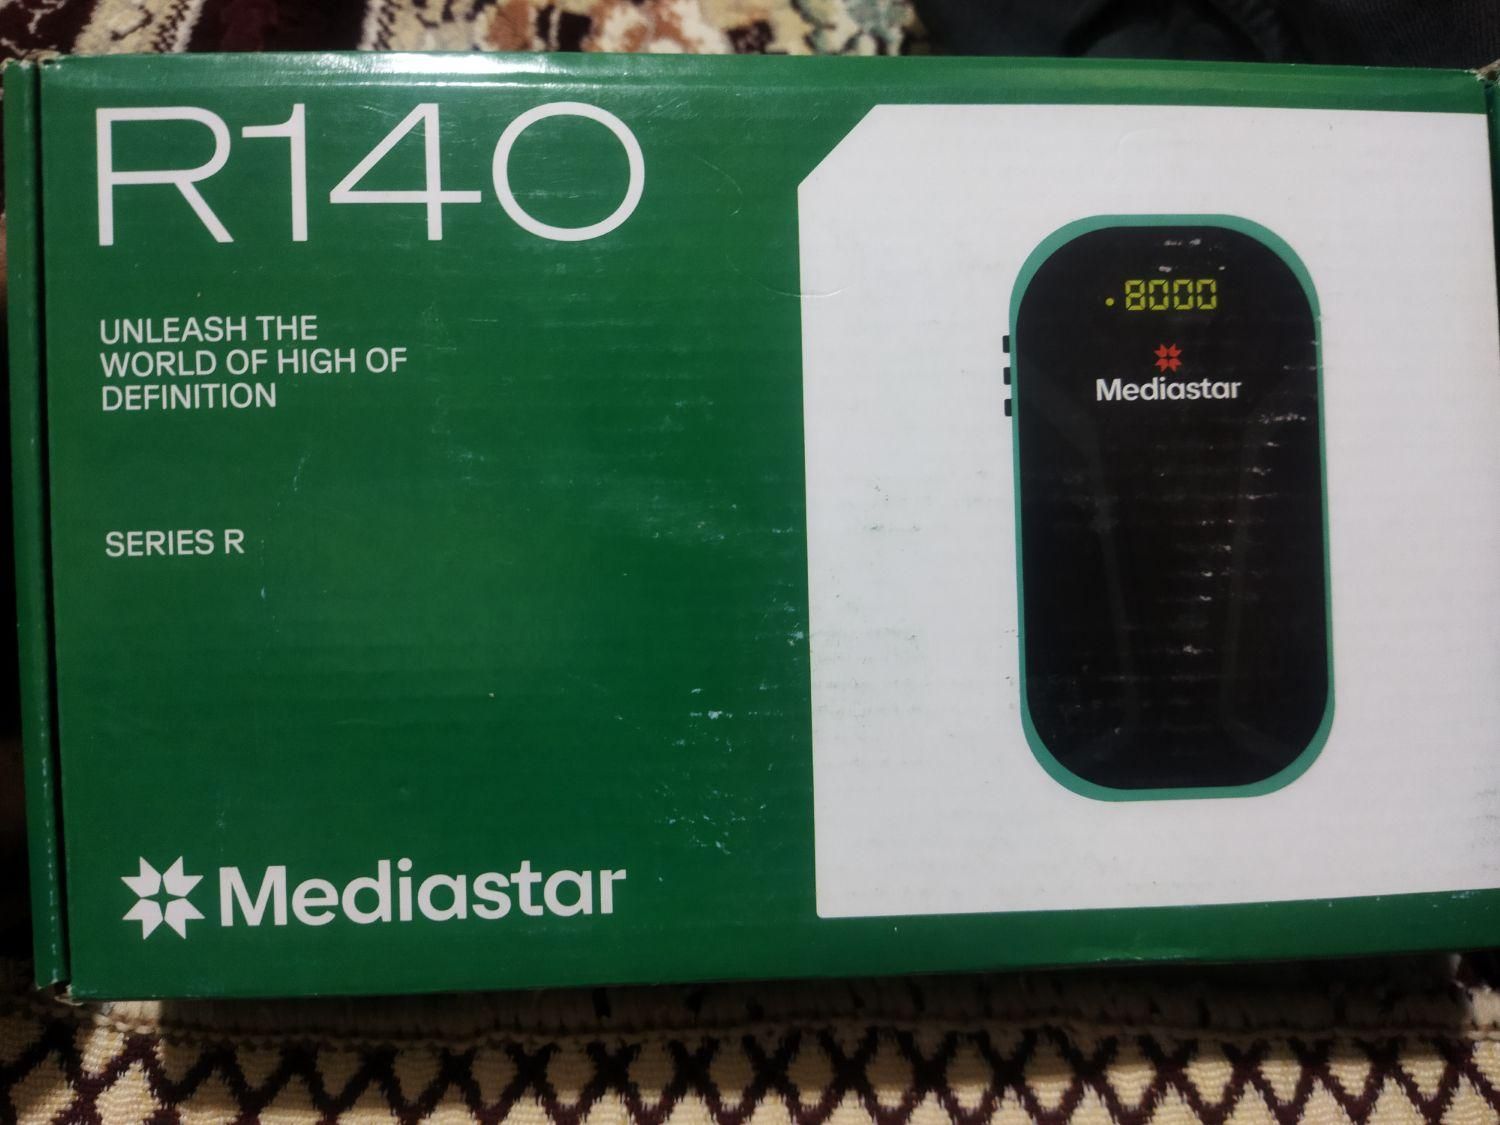 R140
UNLEASH THE
WORLD OF HIGH OF
DEFINITION
SERIES R
Mediastar
8000
Mediastar